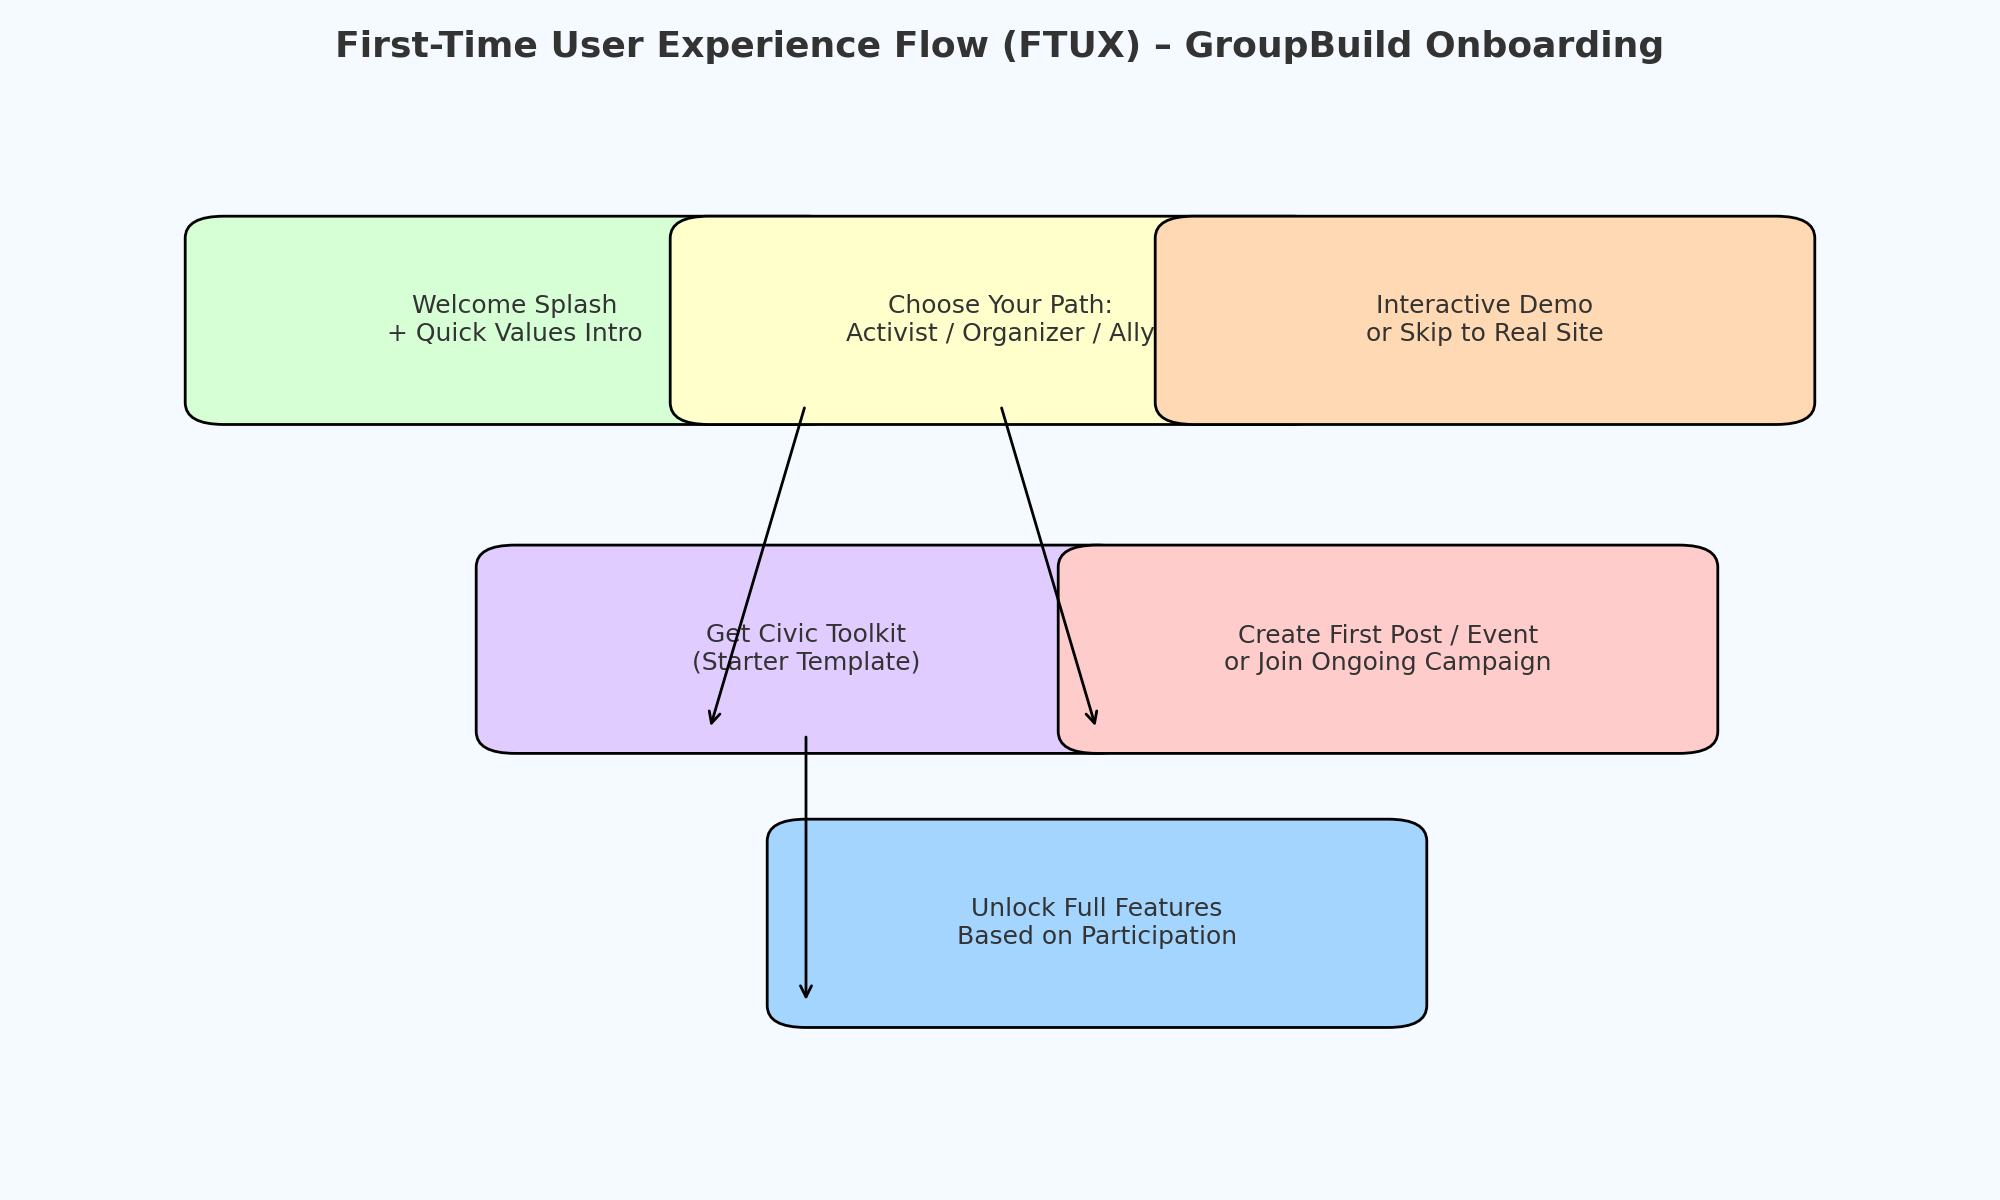 First-Time User Experience Flow (FTUX) – GroupBuild Onboarding
Welcome Splash
+ Quick Values Intro
Choose Your Path:
Activist / Organizer / Ally
Interactive Demo
or Skip to Real Site
Get Civic Toolkit
(Starter Template)
Create First Post / Event
or Join Ongoing Campaign
Unlock Full Features
Based on Participation